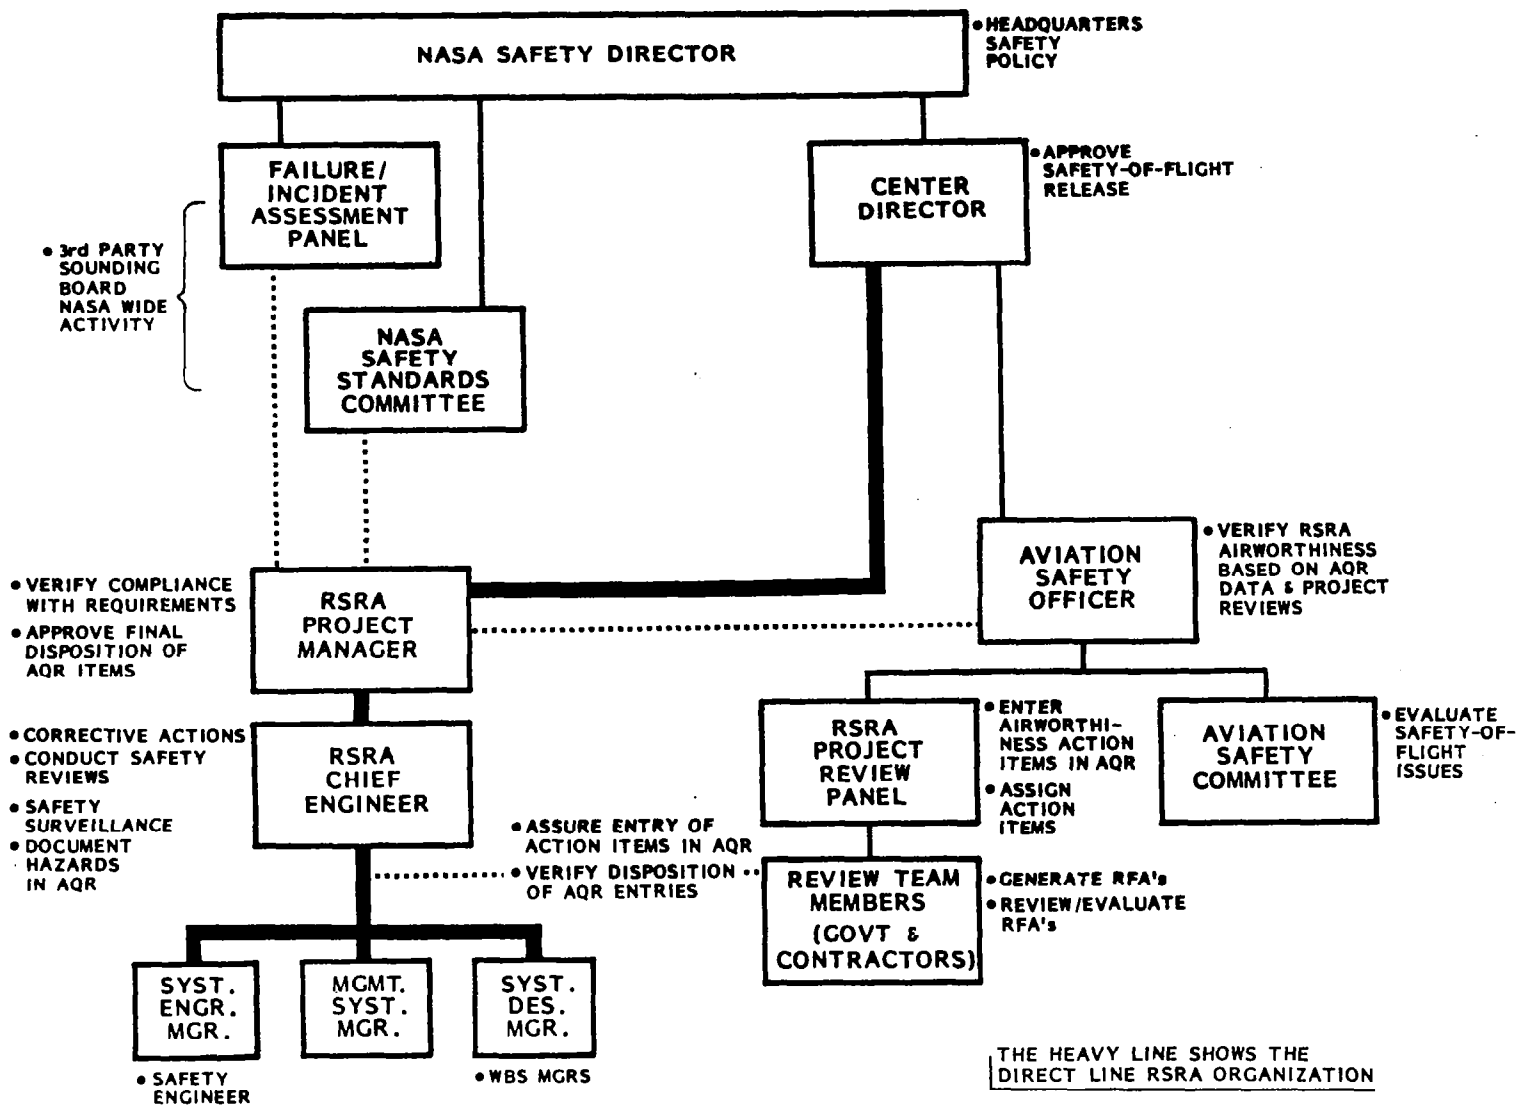 NASA SAFETY DIRECTOR
• HEADQUARTERS
SAFETY
POLICY
FAILURE/
INCIDENT
ASSESSMENT
PANEL
CENTER
DIRECTOR
• APPROVE
SAFETY-OF-FLIGHT
RELEASE
• 3rd PARTY
SOUNDING
BOARD
NASA WIDE
ACTIVITY
NASA
SAFETY
STANDARDS
COMMITTEE
• VERIFY COMPLIANCE
WITH REQUIREMENTS
• APPROVE FINAL
DISPOSITION OF
AQR ITEMS
RSRA
PROJECT
MANAGER
AVIATION
SAFETY
OFFICER
• VERIFY RSRA
AIRWORTHINESS
BASED ON AQR
DATA & PROJECT
REVIEWS
• CORRECTIVE ACTIONS
• CONDUCT SAFETY
REVIEWS
• SAFETY
SURVEILLANCE
• DOCUMENT
HAZARDS
IN AQR
RSRA
CHIEF
ENGINEER
RSRA
PROJECT
REVIEW
PANEL
• ENTER
AIRWORTHI-
NESS ACTION
ITEMS IN AQR
• ASSIGN
ACTION
ITEMS
AVIATION
SAFETY
COMMITTEE
• EVALUATE
SAFETY-OF-
FLIGHT
ISSUES
• ASSURE ENTRY OF
ACTION ITEMS IN AQR
• VERIFY DISPOSITION
OF AQR ENTRIES
REVIEW TEAM
MEMBERS
(GOVT &
CONTRACTORS)
• GENERATE RFA's
• REVIEW/EVALUATE
RFA's
SYST.
ENGR.
MGR.
MGMT.
SYST.
MGR.
SYST.
DES.
MGR.
• SAFETY
ENGINEER
• WBS MGRS
THE HEAVY LINE SHOWS THE
DIRECT LINE RSRA ORGANIZATION